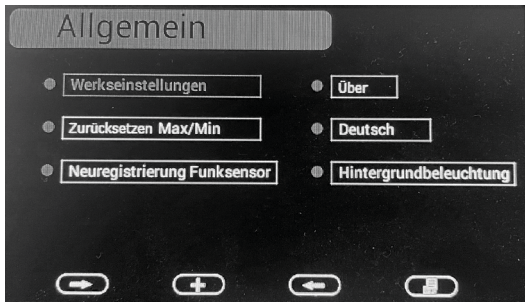 Allgemein
Werkseinstellungen
Über
Zurücksetzen Max/Min
Deutsch
Neuregistrierung Funksensor
Hintergrundbeleuchtung